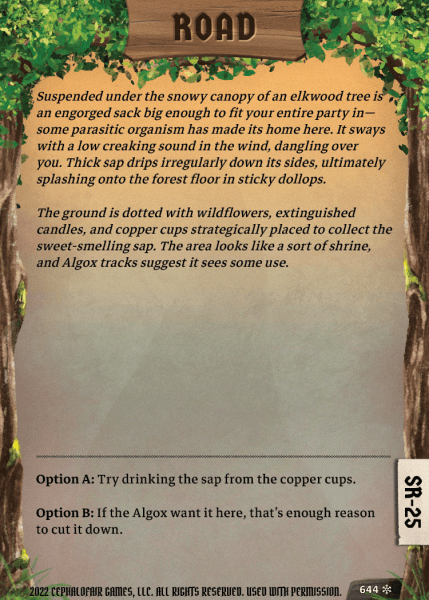 ROAD
Suspended under the snowy canopy of an elkwood tree is
an engorged sack big enough to fit your entire party in—
some parasitic organism has made its home here. It sways
with a low creaking sound in the wind, dangling over
you. Thick sap drips irregularly down its sides, ultimately
splashing onto the forest floor in sticky dollops.
The ground is dotted with wildflowers, extinguished
candles, and copper cups strategically placed to collect the
sweet-smelling sap. The area looks like a sort of shrine,
and Algox tracks suggest it sees some use.
Option A: Try drinking the sap from the copper cups.
Option B: If the Algox want it here, that's enough reason
to cut it down.
SR-25
2022 CEPHALOFAIR GAMES, LLC. ALL RIGHTS RESERVED. USED WITH PERMISSION.
644